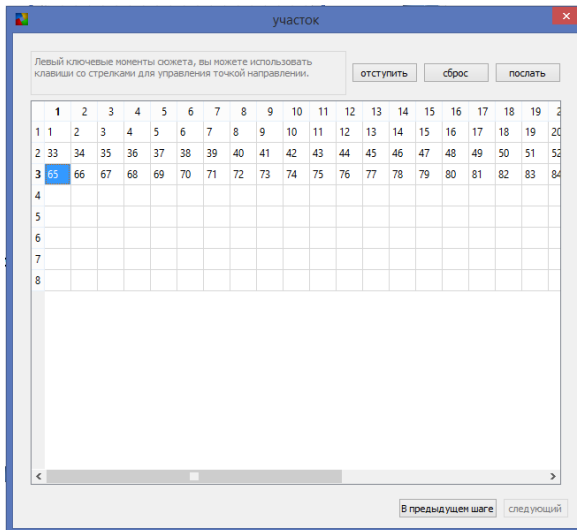 участок
Левый ключевые моменты сюжета, вы можете использовать
клавиши со стрелками для управления точкой направлении.
отступить сброс послать
1 2 3 4 5 6 7 8 9 10 11 12 13 14 15 16 17 18 19 2
1 1 2 3 4 5 6 7 8 9 10 11 12 13 14 15 16 17 18 19 20
2 33 34 35 36 37 38 39 40 41 42 43 44 45 46 47 48 49 50 51 52
3 65 66 67 68 69 70 71 72 73 74 75 76 77 78 79 80 81 82 83 84
4
5
6
7
8
В предыдущем шаге следующий